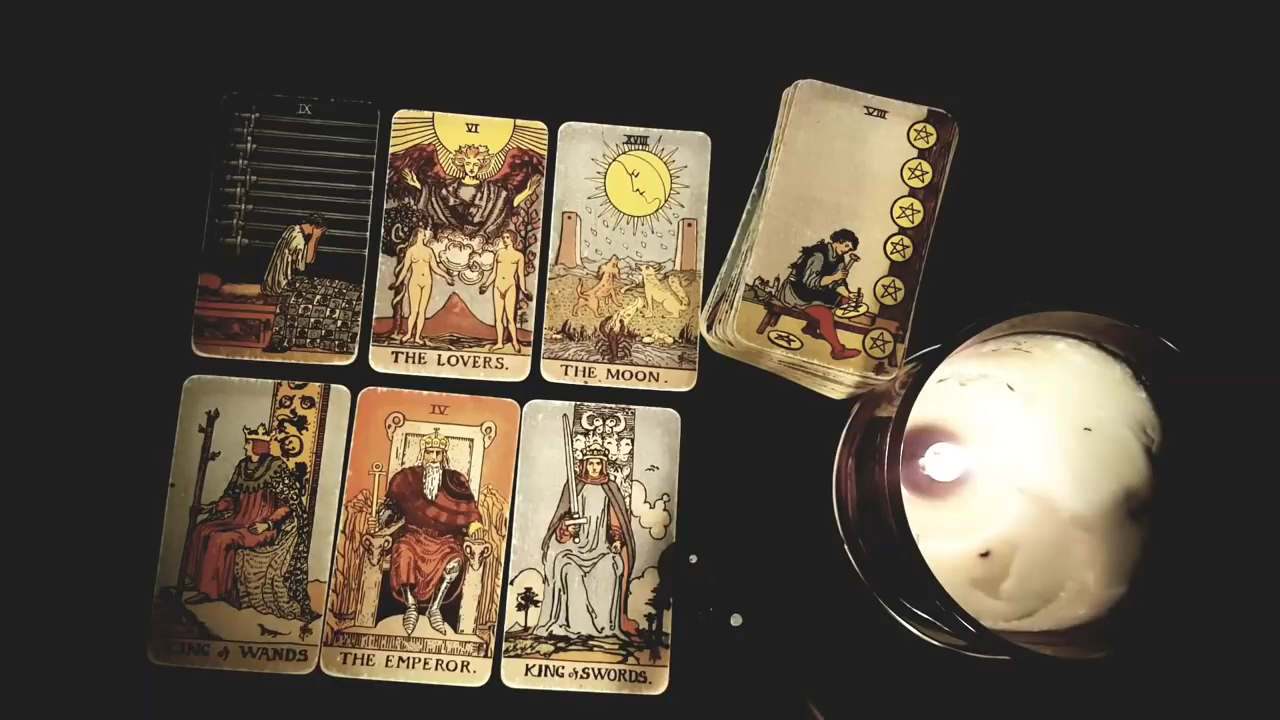 IX
VI
THE LOVERS.
XVIII
THE MOON.
VIII
KING of WANDS
IV
THE EMPEROR.
KING of SWORDS.